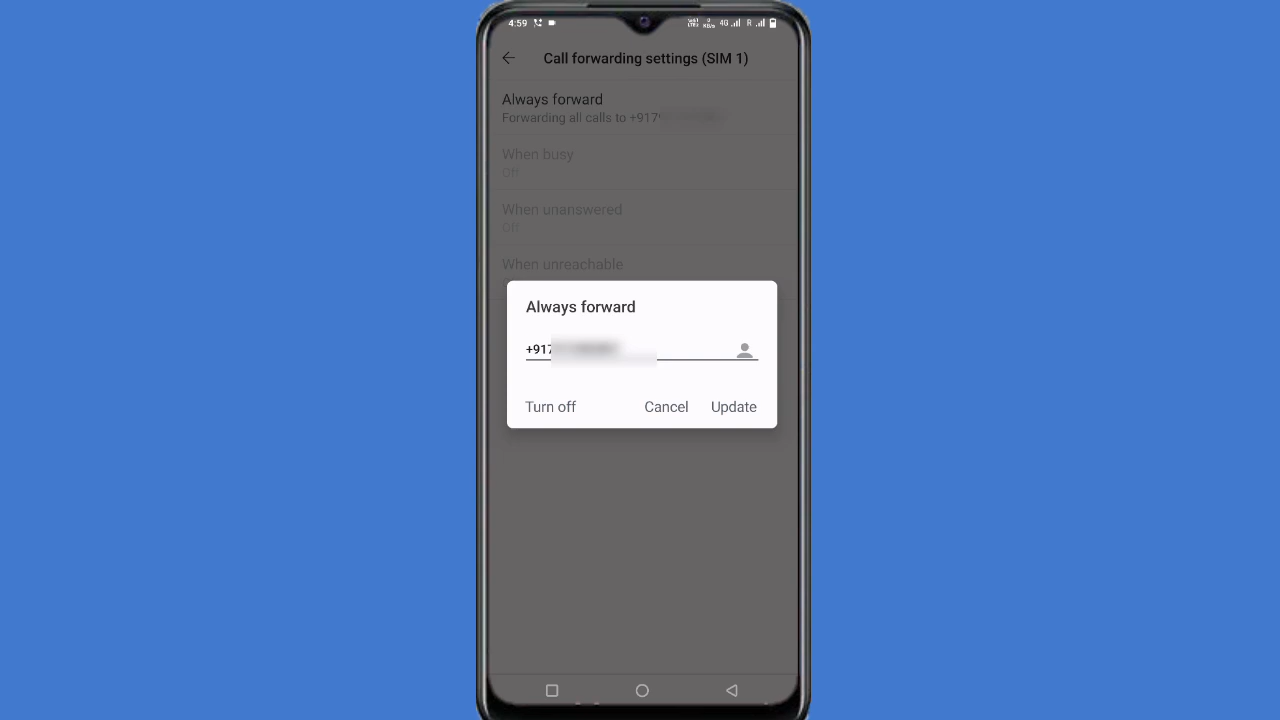 4:59
4G R
Call forwarding settings (SIM 1)
Always forward
Forwarding all calls to +917
When busy
Off
When unanswered
Off
When unreachable
Always forward
+917
Turn off Cancel Update